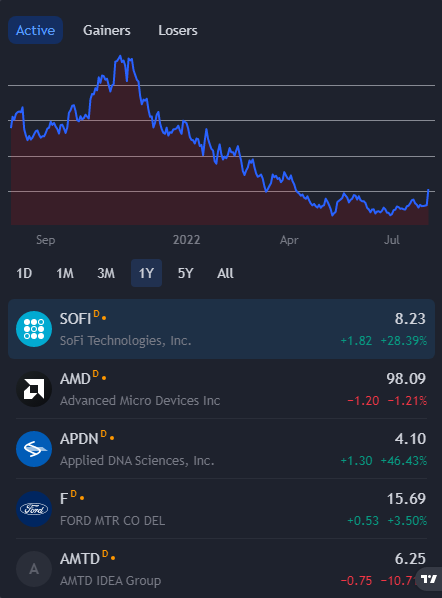 Active Gainers Losers
Sep 2022 Apr Jul
1D 1M 3M 1Y 5Y All
SOFI D 8.23
SoFi Technologies, Inc. +1.82 +28.39%
AMD D 98.09
Advanced Micro Devices Inc −1.20 −1.21%
APDN D 4.10
Applied DNA Sciences, Inc. +1.30 +46.43%
F D 15.69
Ford
FORD MTR CO DEL +0.53 +3.50%
AMTD D 6.25
A
AMTD IDEA Group −0.75